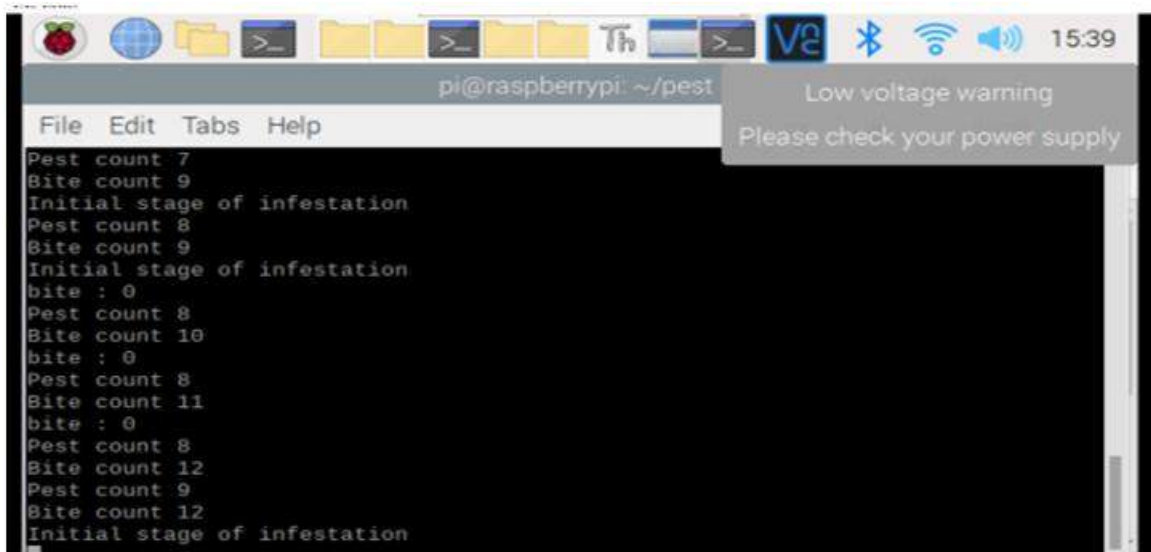 Th
V2
15:39
pi@raspberrypi: ~/pest
Low voltage warning
Please check your power supply
File Edit Tabs Help
Pest count 7
Bite count 9
Initial stage of infestation
Pest count 8
Bite count 9
Initial stage of infestation
bite : 0
Pest count 8
Bite count 10
bite : 0
Pest count 8
Bite count 11
bite : 0
Pest count 8
Bite count 12
Pest count 9
Bite count 12
Initial stage of infestation